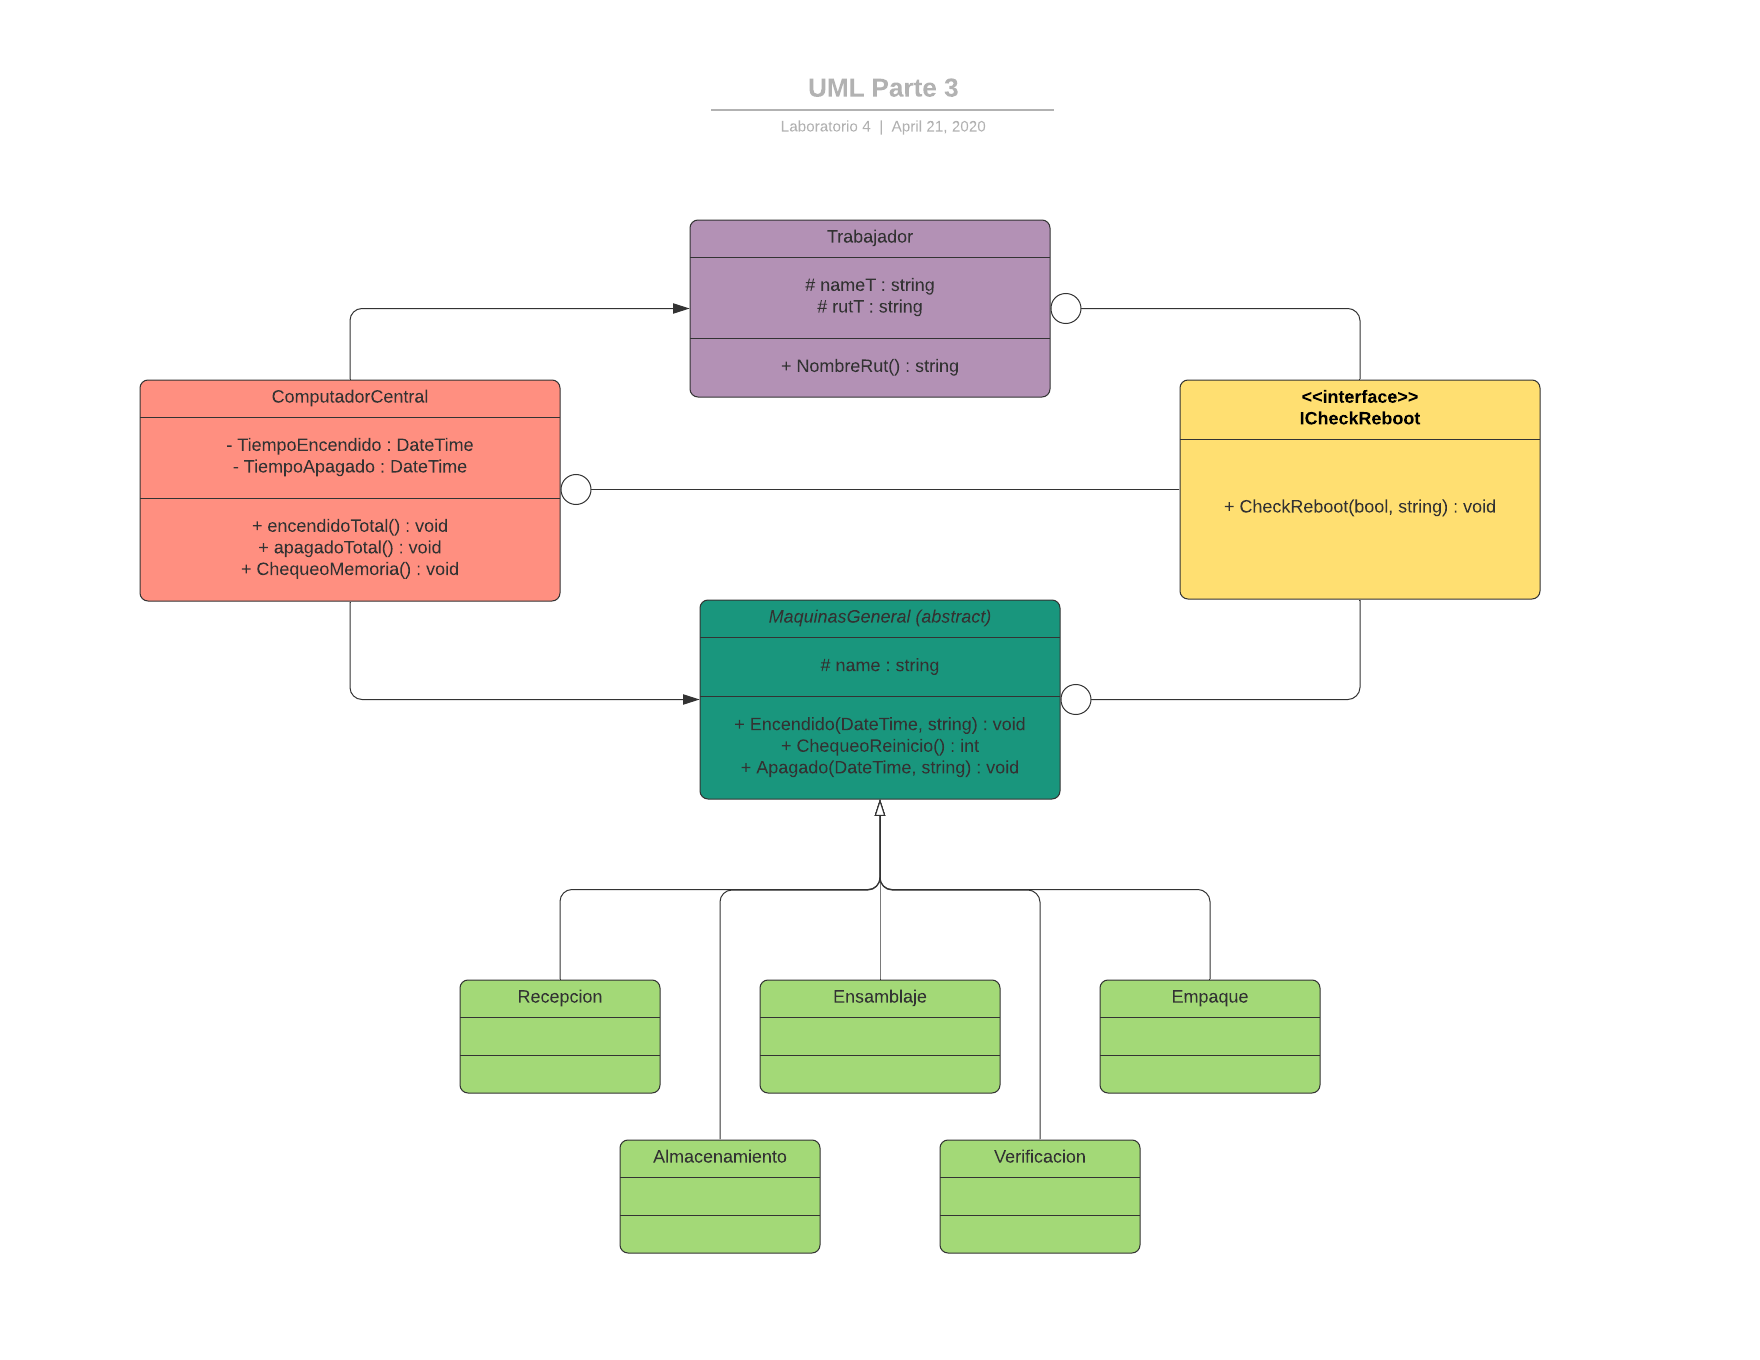 UML Parte 3
Laboratorio 4 | April 21, 2020
Trabajador
# nameT : string
# rutT : string
+ NombreRut() : string
ComputadorCentral
- TiempoEncendido : DateTime
- TiempoApagado : DateTime
+ encendidoTotal() : void
+ apagadoTotal() : void
+ ChequeoMemoria() : void
<<interface>>
ICheckReboot
+ CheckReboot(bool, string) : void
MaquinasGeneral (abstract)
# name : string
+ Encendido(DateTime, string) : void
+ ChequeoReinicio() : int
+ Apagado(DateTime, string) : void
Recepcion
Ensamblaje
Empaque
Almacenamiento
Verificacion